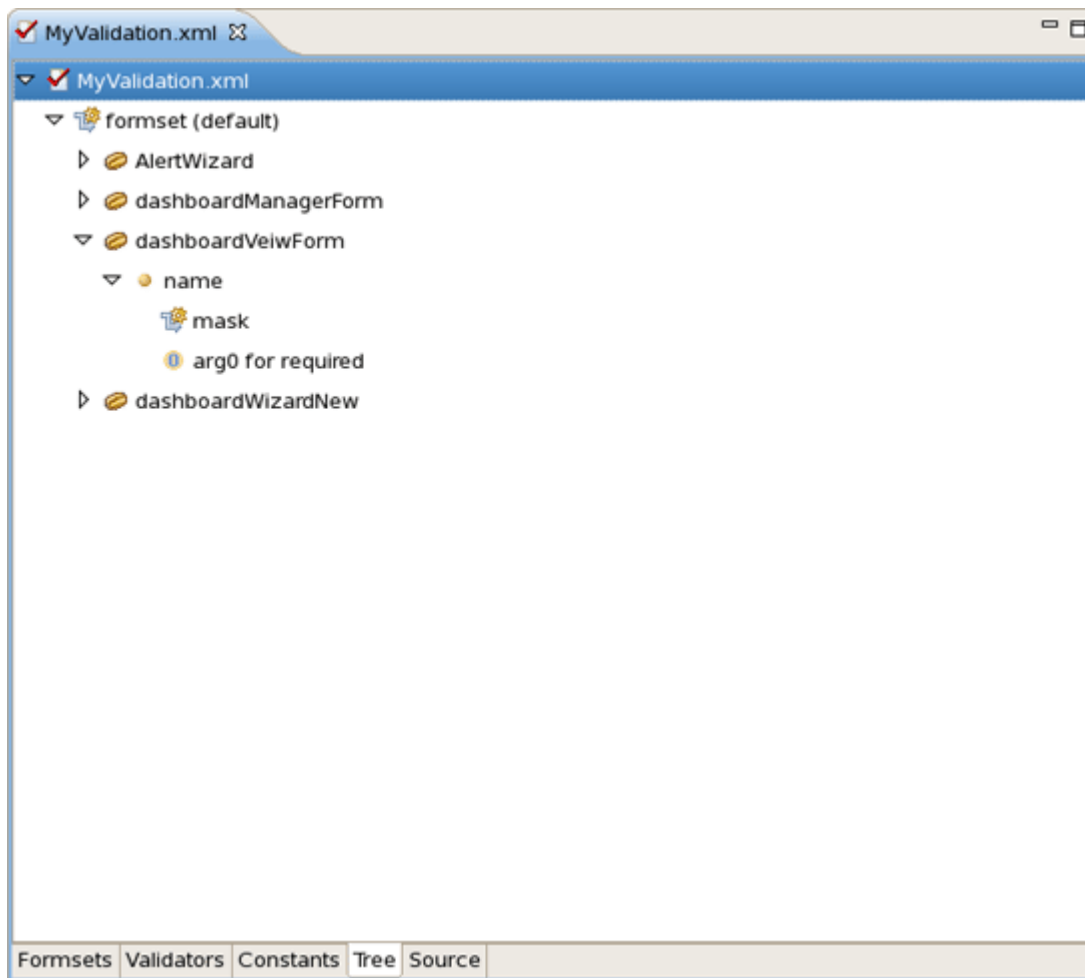 MyValidation.xml
MyValidation.xml
formset (default)
AlertWizard
dashboardManagerForm
dashboardVeiwForm
name
mask
0 arg0 for required
dashboardWizardNew
Formsets Validators Constants Tree Source